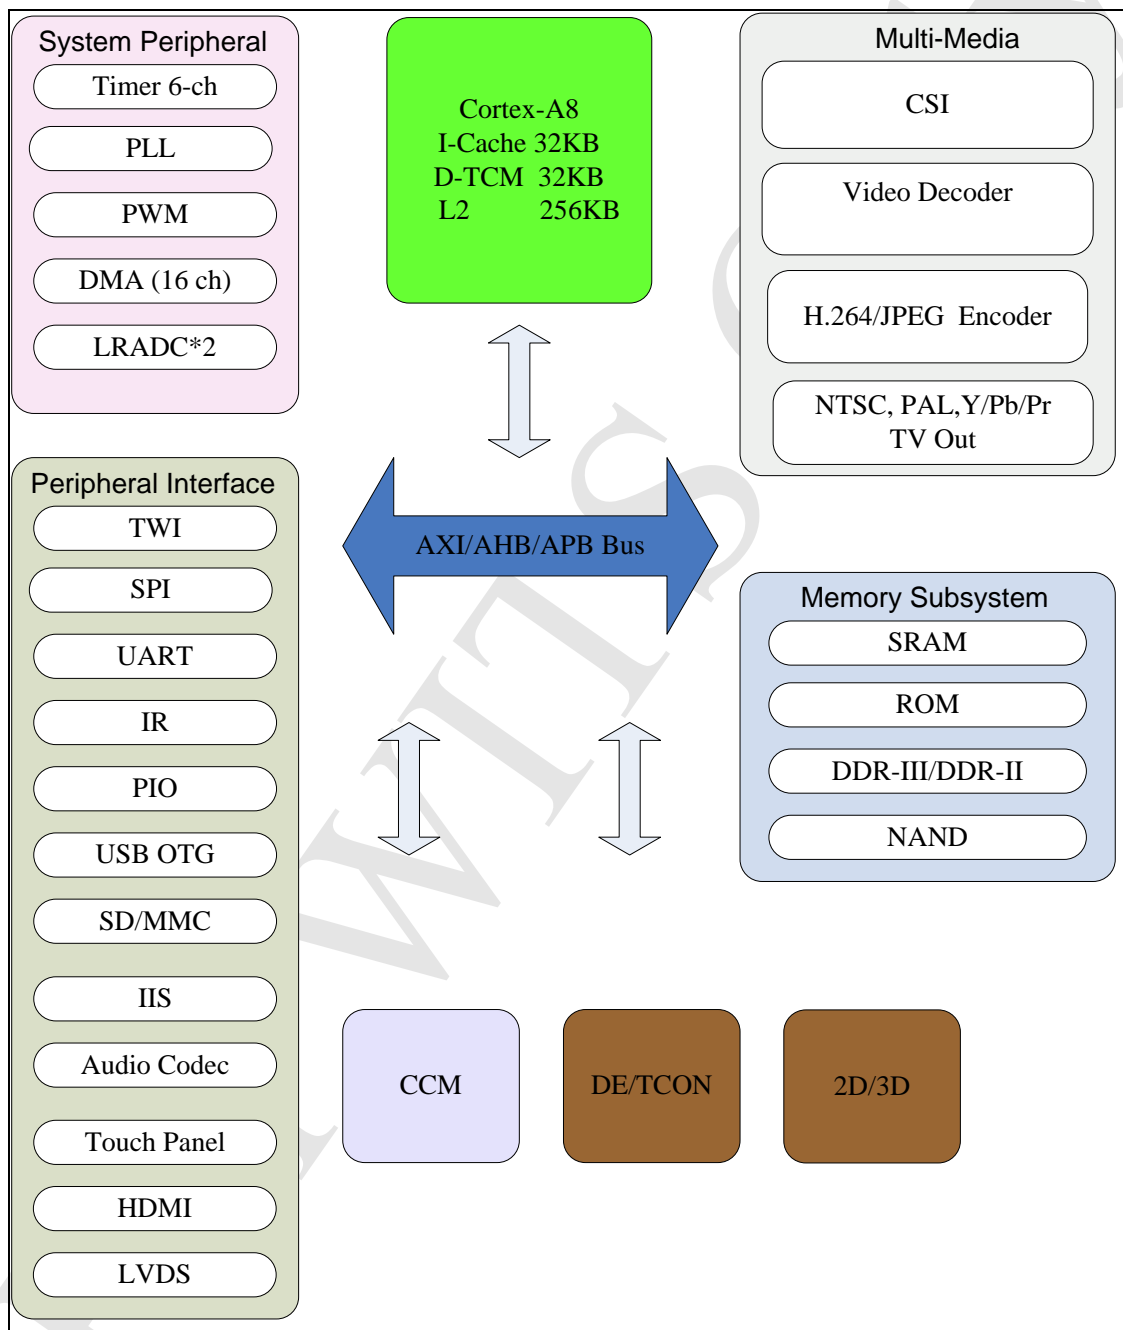 System Peripheral
Timer 6-ch
PLL
PWM
DMA (16 ch)
LRADC*2
Cortex-A8
I-Cache 32KB
D-TCM 32KB
L2 256KB
Multi-Media
CSI
Video Decoder
H.264/JPEG Encoder
NTSC, PAL,Y/Pb/Pr
TV Out
Peripheral Interface
TWI
SPI
UART
IR
PIO
USB OTG
SD/MMC
IIS
Audio Codec
Touch Panel
HDMI
LVDS
AXI/AHB/APB Bus
Memory Subsystem
SRAM
ROM
DDR-III/DDR-II
NAND
CCM
DE/TCON
2D/3D